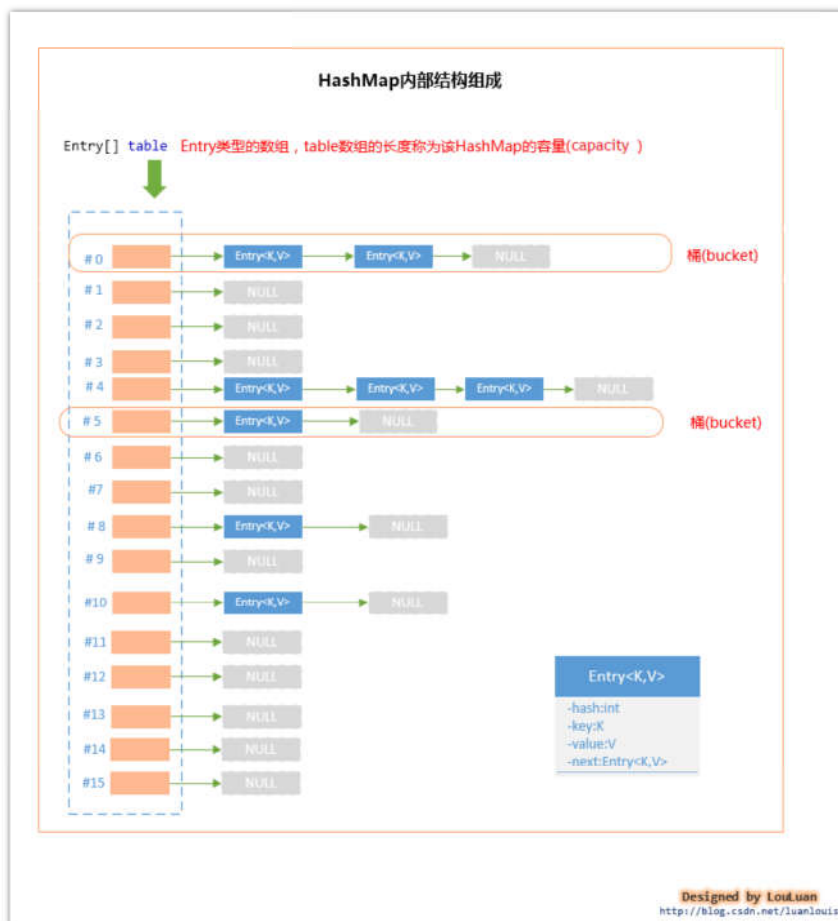 HashMap内部结构组成
Entry[] table Entry类型的数组，table数组的长度称为该HashMap的容量(capacity )
#0 Entry<K,V> Entry<K,V> NULL 桶(bucket)
#1 NULL
#2 NULL
#3 NULL
#4 Entry<K,V> Entry<K,V> Entry<K,V> NULL
#5 Entry<K,V> NULL 桶(bucket)
#6 NULL
#7 NULL
#8 Entry<K,V> NULL
#9 NULL
#10 Entry<K,V> NULL
#11 NULL
#12 NULL
#13 NULL
#14 NULL
#15 NULL
Entry<K,V>
-hash:int
-key:K
-value:V
-next:Entry<K,V>
Designed by LouLuan
http://blog.csdn.net/luanlouis